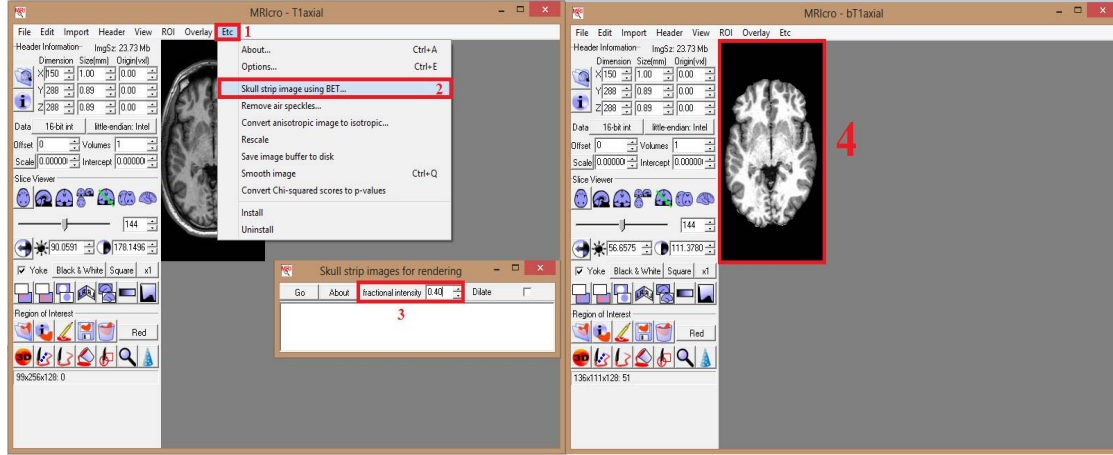 MRIcro - T1axial
File Edit Import Header View ROI Overlay Etc 1
Header Information ImgSz: 23.73 Mb
Dimension Size(mm) Origin(vxl)
X 150 1.00 0.00
Y 288 0.89 0.00
Z 288 0.89 0.00
Data 16-bit int little-endian: Intel
Offset 0 Volumes 1
Scale 0.00000 Intercept 0.00000
Slice Viewer
144
90.0591 178.1496
Yoke Black & White Square x1
Region of Interest
Red
3D
99x256x128: 0
About... Ctrl+A
Options... Ctrl+E
Skull strip image using BET... 2
Remove air speckles...
Convert anisotropic image to isotropic...
Rescale
Save image buffer to disk
Smooth image Ctrl+Q
Convert Chi-squared scores to p-values
Install
Uninstall
Skull strip images for rendering
Go About fractional intensity 0.40 Dilate
3
MRIcro - bT1axial
File Edit Import Header View ROI Overlay Etc
Header Information ImgSz: 23.73 Mb
Dimension Size(mm) Origin(vxl)
X 150 1.00 0.00
Y 288 0.89 0.00
Z 288 0.89 0.00
Data 16-bit int little-endian: Intel
Offset 0 Volumes 1
Scale 0.00000 Intercept 0.00000
Slice Viewer
144
56.6575 111.3780
Yoke Black & White Square x1
Region of Interest
Red
3D
136x111x128: 51
4